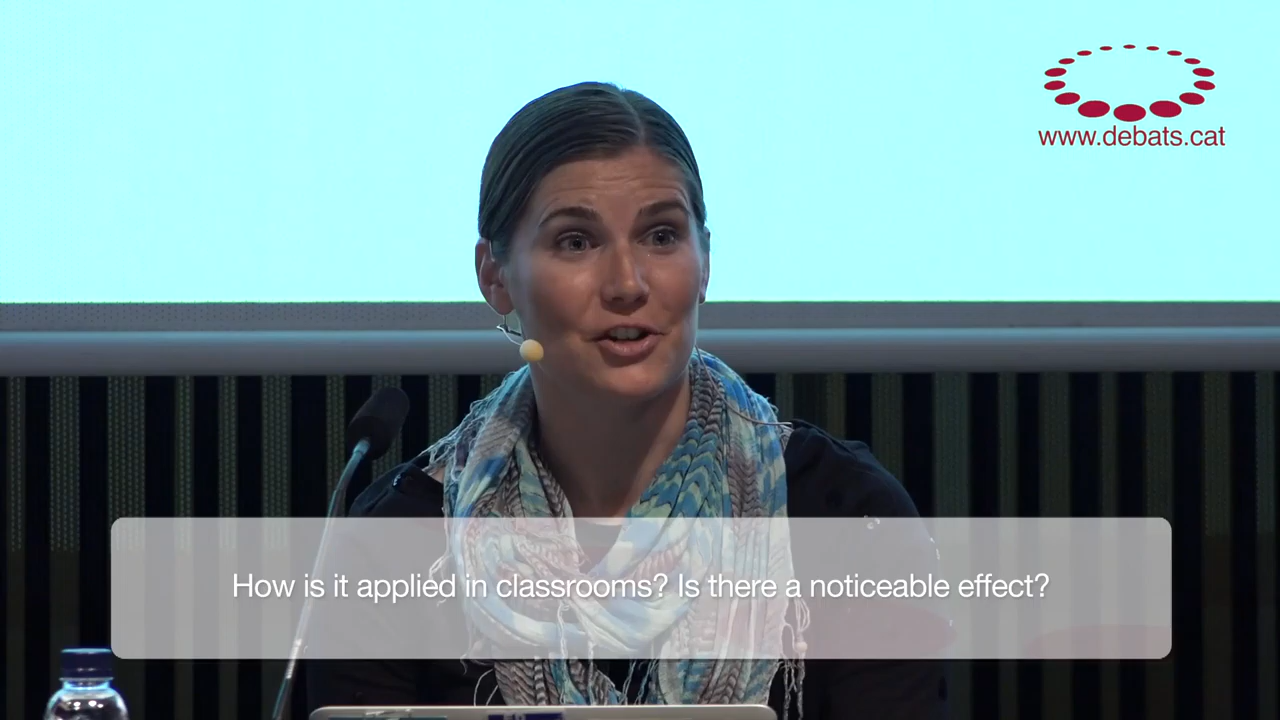 www.debats.cat
How is it applied in classrooms? Is there a noticeable effect?